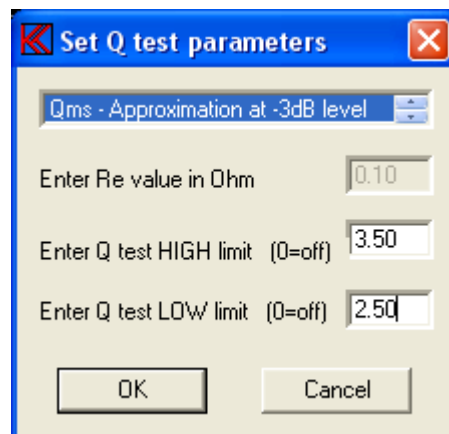 Set Q test parameters
Qms - Approximation at -3dB level
Enter Re value in Ohm 0.10
Enter Q test HIGH limit (0=off) 3.50
Enter Q test LOW limit (0=off) 2.50
OK Cancel